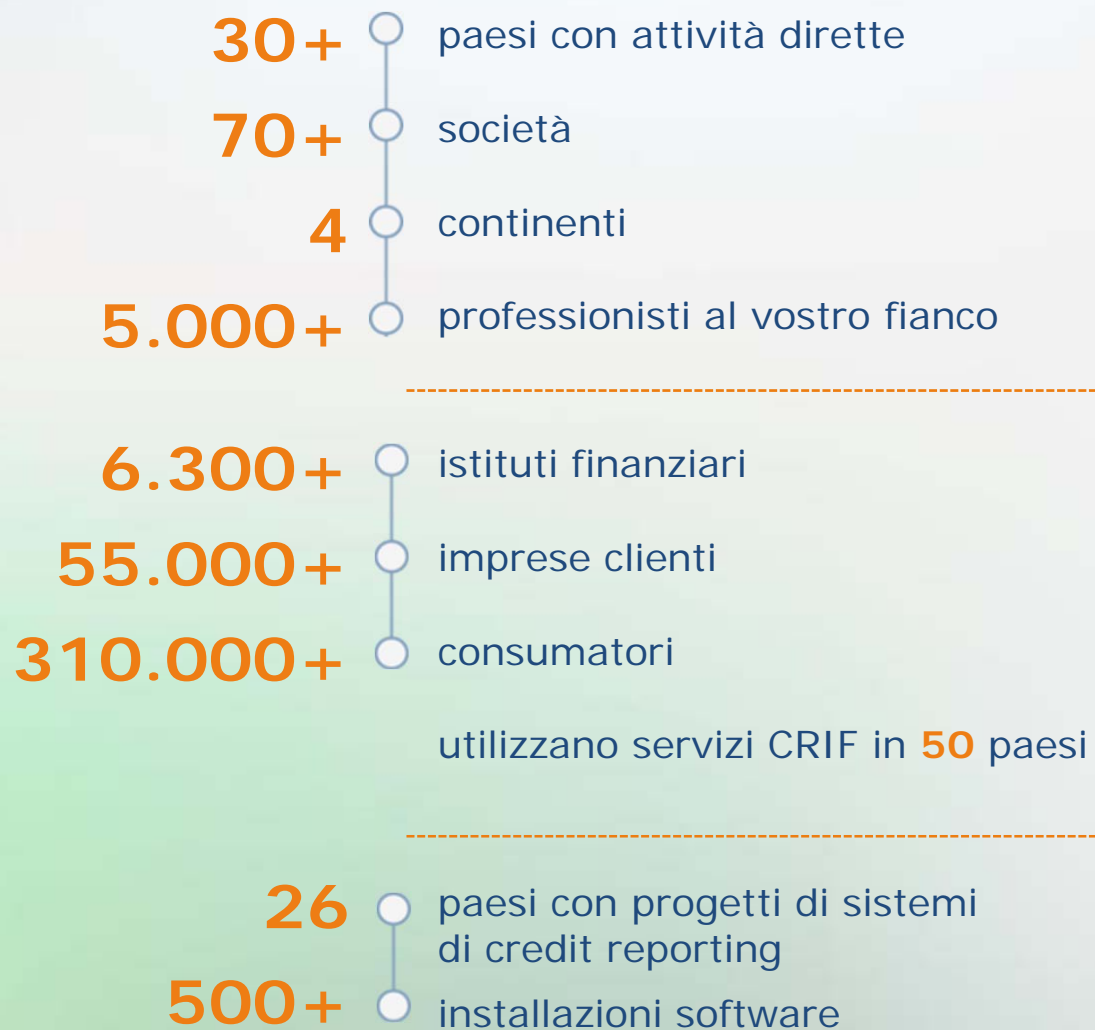 30+ paesi con attività dirette
70+ società
4 continenti
5.000+ professionisti al vostro fianco
6.300+ istituti finanziari
55.000+ imprese clienti
310.000+ consumatori
utilizzano servizi CRIF in 50 paesi
26 paesi con progetti di sistemi
di credit reporting
500+ installazioni software